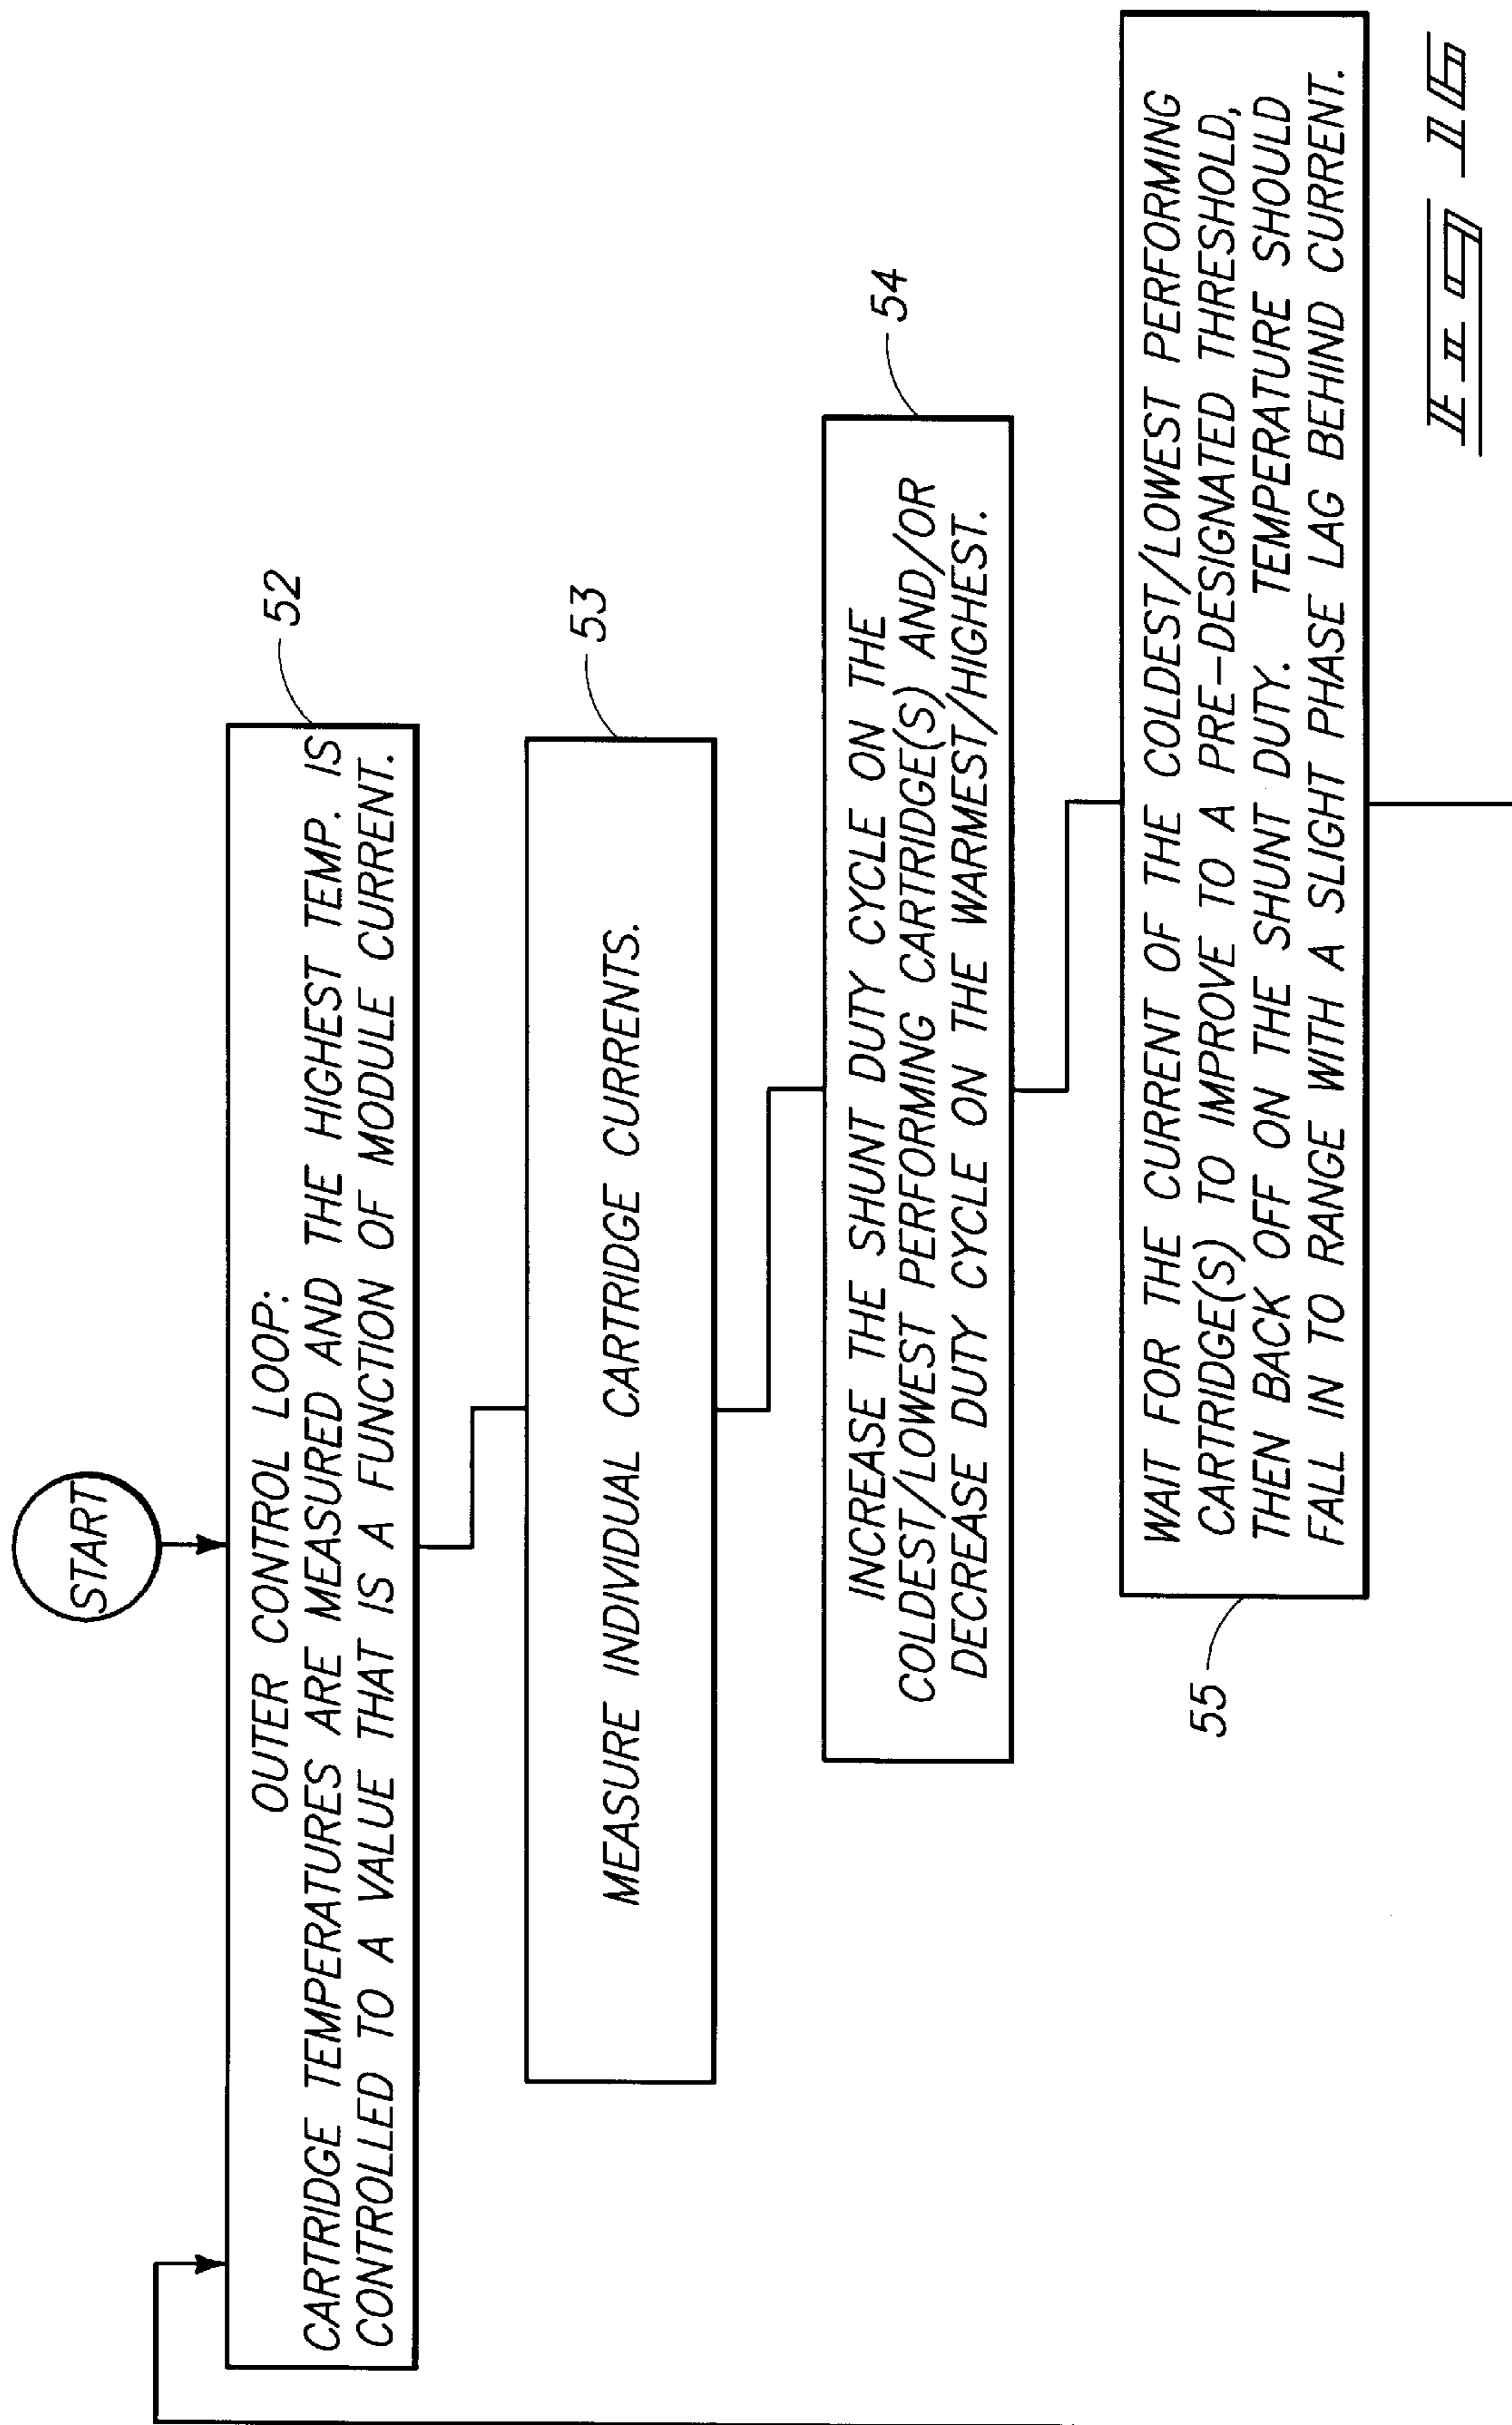 START
OUTER CONTROL LOOP:
CARTRIDGE TEMPERATURES ARE MEASURED AND THE HIGHEST TEMP. IS
CONTROLLED TO A VALUE THAT IS A FUNCTION OF MODULE CURRENT.
52
MEASURE INDIVIDUAL CARTRIDGE CURRENTS.
53
INCREASE THE SHUNT DUTY CYCLE ON THE
COLDEST/LOWEST PERFORMING CARTRIDGE(S) AND/OR
DECREASE DUTY CYCLE ON THE WARMEST/HIGHEST.
54
55
WAIT FOR THE CURRENT OF THE COLDEST/LOWEST PERFORMING
CARTRIDGE(S) TO IMPROVE TO A PRE-DESIGNATED THRESHOLD,
THEN BACK OFF ON THE SHUNT DUTY. TEMPERATURE SHOULD
FALL IN TO RANGE WITH A SLIGHT PHASE LAG BEHIND CURRENT.
FIG 16